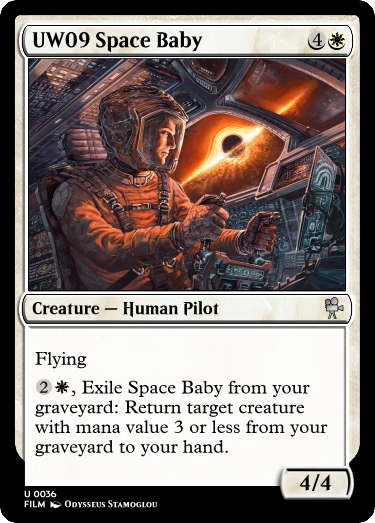 UW09 Space Baby 4
Creature — Human Pilot
Flying
2, Exile Space Baby from your
graveyard: Return target creature
with mana value 3 or less from your
graveyard to your hand.
4/4
U 0036
FILM Odysseus Stamoglou